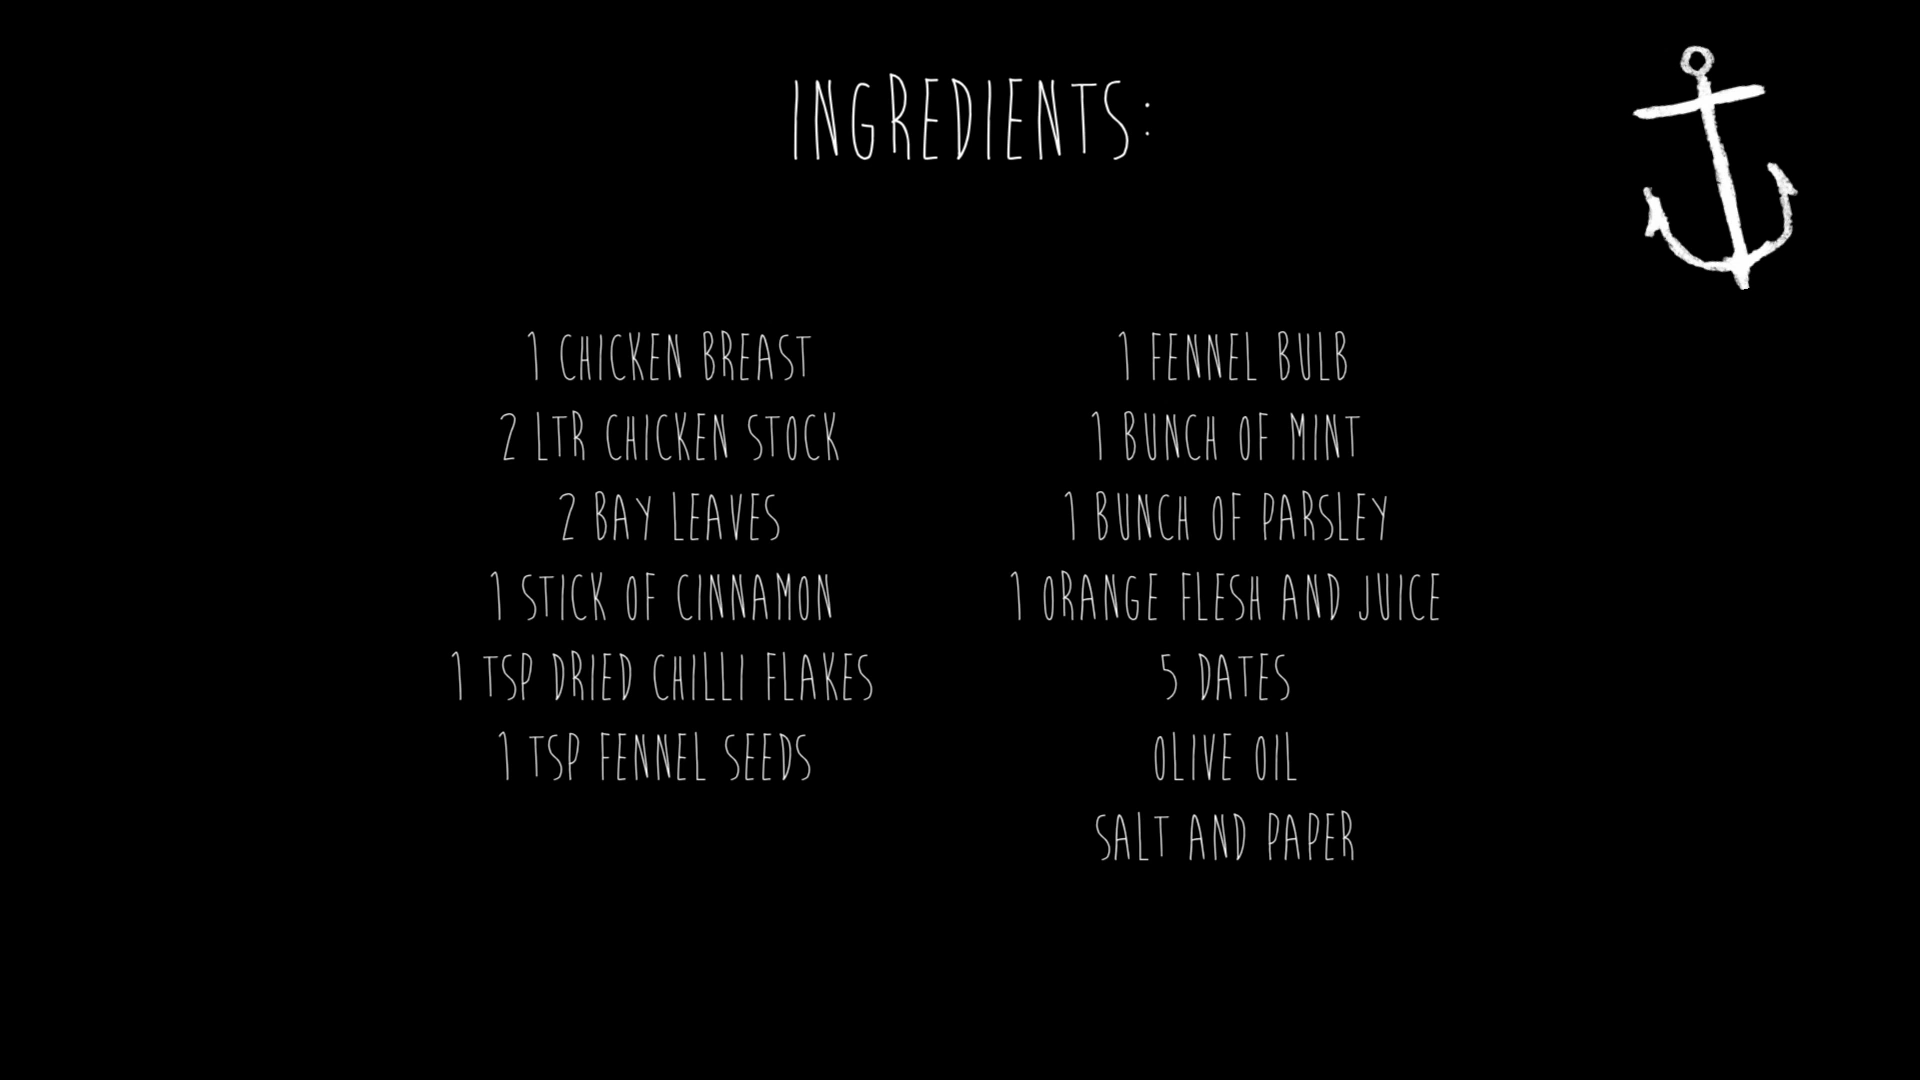 INGREDIENTS:
1 CHICKEN BREAST
2 LTR CHICKEN STOCK
2 BAY LEAVES
1 STICK OF CINNAMON
1 TSP DRIED CHILLI FLAKES
1 TSP FENNEL SEEDS
1 FENNEL BULB
1 BUNCH OF MINT
1 BUNCH OF PARSLEY
1 ORANGE FLESH AND JUICE
5 DATES
OLIVE OIL
SALT AND PAPER